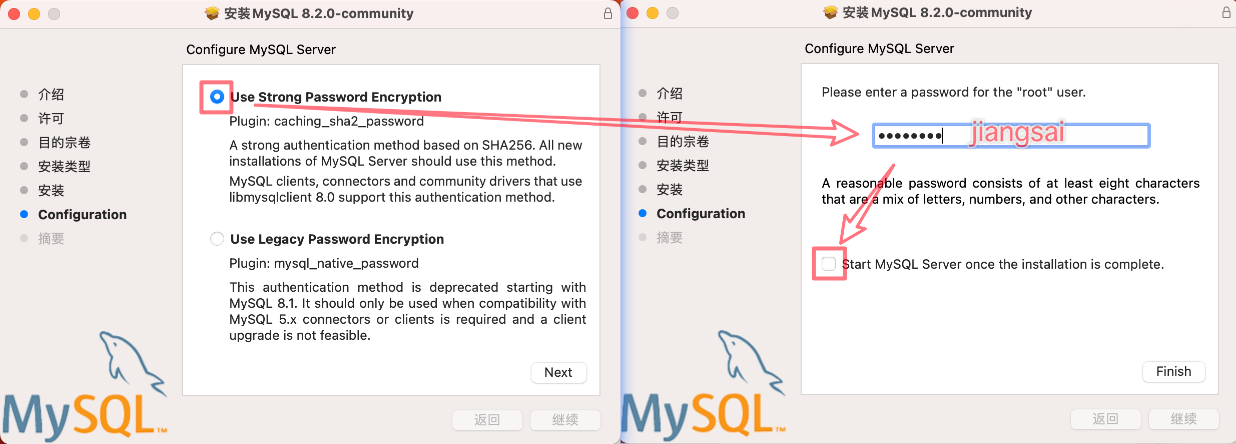 安装MySQL 8.2.0-community
Configure MySQL Server
介绍
许可
目的宗卷
安装类型
安装
Configuration
摘要
Use Strong Password Encryption
Plugin: caching_sha2_password
A strong authentication method based on SHA256. All new
installations of MySQL Server should use this method.
MySQL clients, connectors and community drivers that use
libmysqlclient 8.0 support this authentication method.
Use Legacy Password Encryption
Plugin: mysql_native_password
This authentication method is deprecated starting with
MySQL 8.1. It should only be used when compatibility with
MySQL 5.x connectors or clients is required and a client
upgrade is not feasible.
Next
MySQL™
返回
继续
安装MySQL 8.2.0-community
Configure MySQL Server
介绍
许可
目的宗卷
安装类型
安装
Configuration
摘要
Please enter a password for the "root" user.
••••••••
jiangsai
A reasonable password consists of at least eight characters
that are a mix of letters, numbers, and other characters.
Start MySQL Server once the installation is complete.
Finish
MySQL™
返回
继续